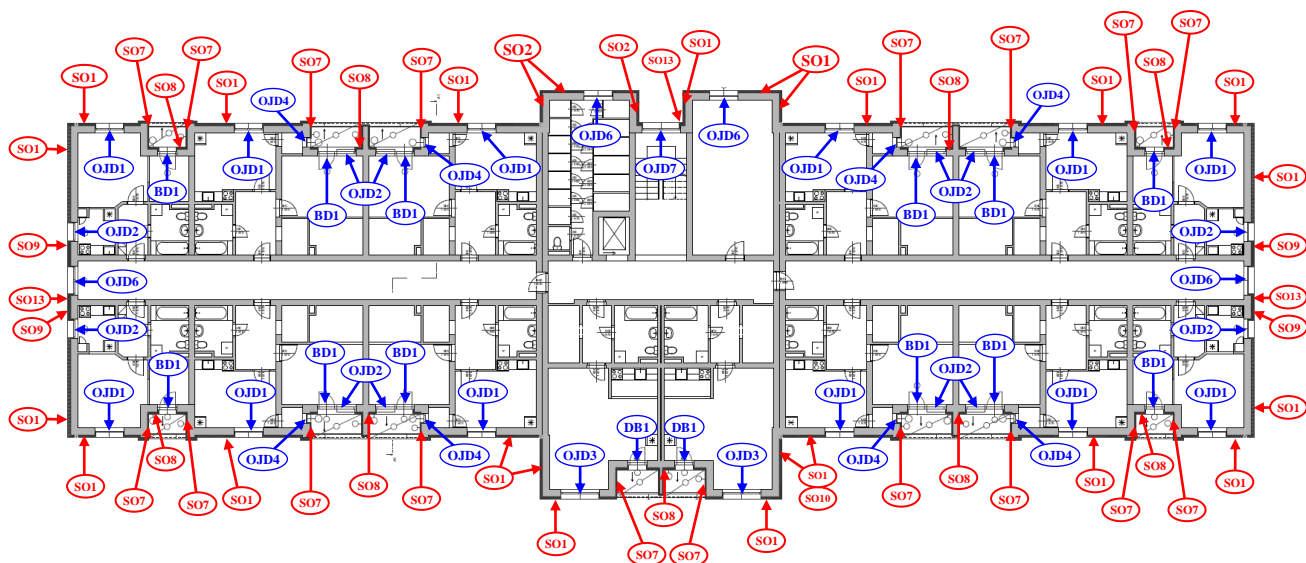 SO7 SO7 SO7 SO7 SO2 SO2 SO1 SO1 SO7 SO7 SO7 SO7
SO1 SO8 SO1 SO8 SO1 SO13 SO1 SO8 SO1 SO8 SO1
OJD4 OJD4
SO1 OJD6 OJD6
OJD1 OJD1 OJD1 OJD7 OJD1 OJD1 OJD1
BD1 OJD2 OJD4 OJD4 OJD2 BD1 SO1
BD1 BD1 BD1 BD1
OJD2 OJD2
SO9 SO9
OJD6 OJD6
SO13 SO13
SO9 OJD2 OJD2 SO9
BD1 BD1 BD1 BD1
BD1 OJD2 OJD2 BD1
OJD1 OJD1 OJD1 OJD1 OJD1 OJD1
SO1 SO1
DB1 DB1
SO8 OJD3 OJD3 SO8
SO1 OJD4 OJD4 SO1 SO1 OJD4 OJD4 SO1 SO1
SO7 SO7 SO1 SO7 SO8 SO7 SO10 SO7 SO8 SO7 SO7 SO7
SO8
SO1 SO7 SO7 SO1